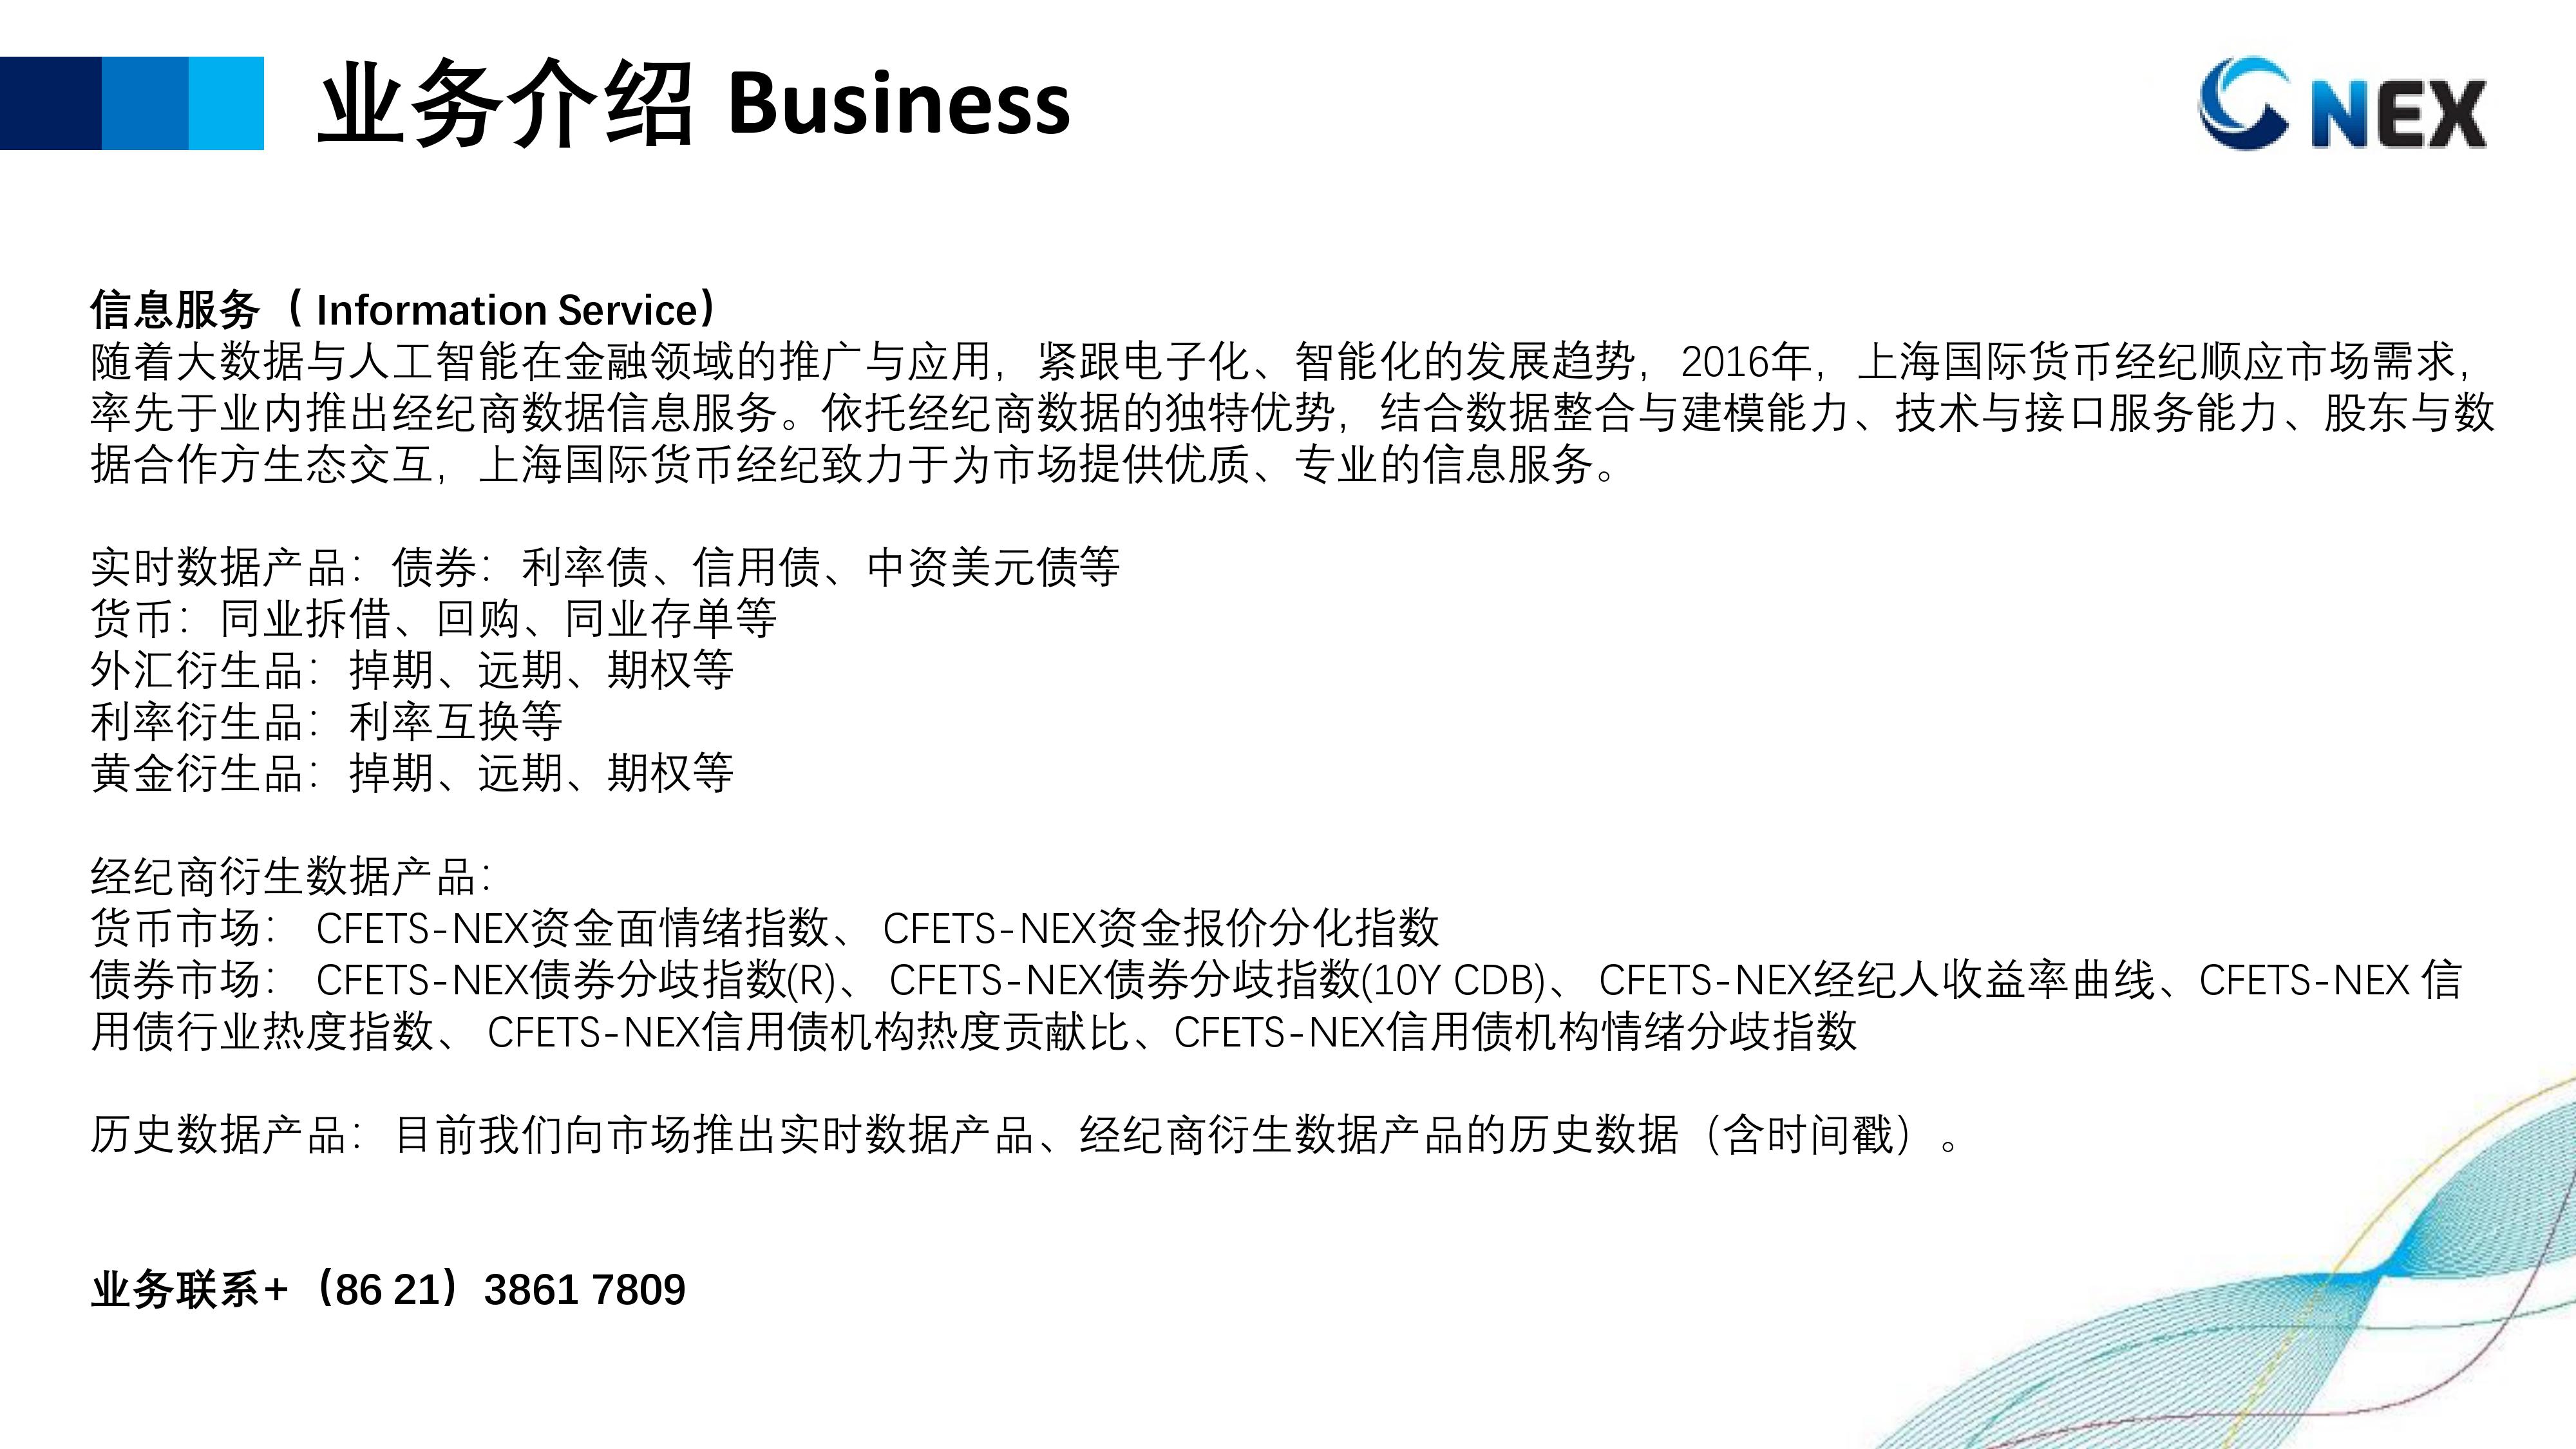 业务介绍 Business
NEX
信息服务（ Information Service）
随着大数据与人工智能在金融领域的推广与应用，紧跟电子化、智能化的发展趋势，2016年，上海国际货币经纪顺应市场需求，
率先于业内推出经纪商数据信息服务。依托经纪商数据的独特优势，结合数据整合与建模能力、技术与接口服务能力、股东与数
据合作方生态交互，上海国际货币经纪致力于为市场提供优质、专业的信息服务。
实时数据产品：债券：利率债、信用债、中资美元债等
货币：同业拆借、回购、同业存单等
外汇衍生品：掉期、远期、期权等
利率衍生品：利率互换等
黄金衍生品：掉期、远期、期权等
经纪商衍生数据产品：
货币市场： CFETS-NEX资金面情绪指数、 CFETS-NEX资金报价分化指数
债券市场： CFETS-NEX债券分歧指数(R)、 CFETS-NEX债券分歧指数(10Y CDB)、 CFETS-NEX经纪人收益率曲线、CFETS-NEX 信
用债行业热度指数、 CFETS-NEX信用债机构热度贡献比、CFETS-NEX信用债机构情绪分歧指数
历史数据产品：目前我们向市场推出实时数据产品、经纪商衍生数据产品的历史数据（含时间戳）。
业务联系+（86 21）3861 7809